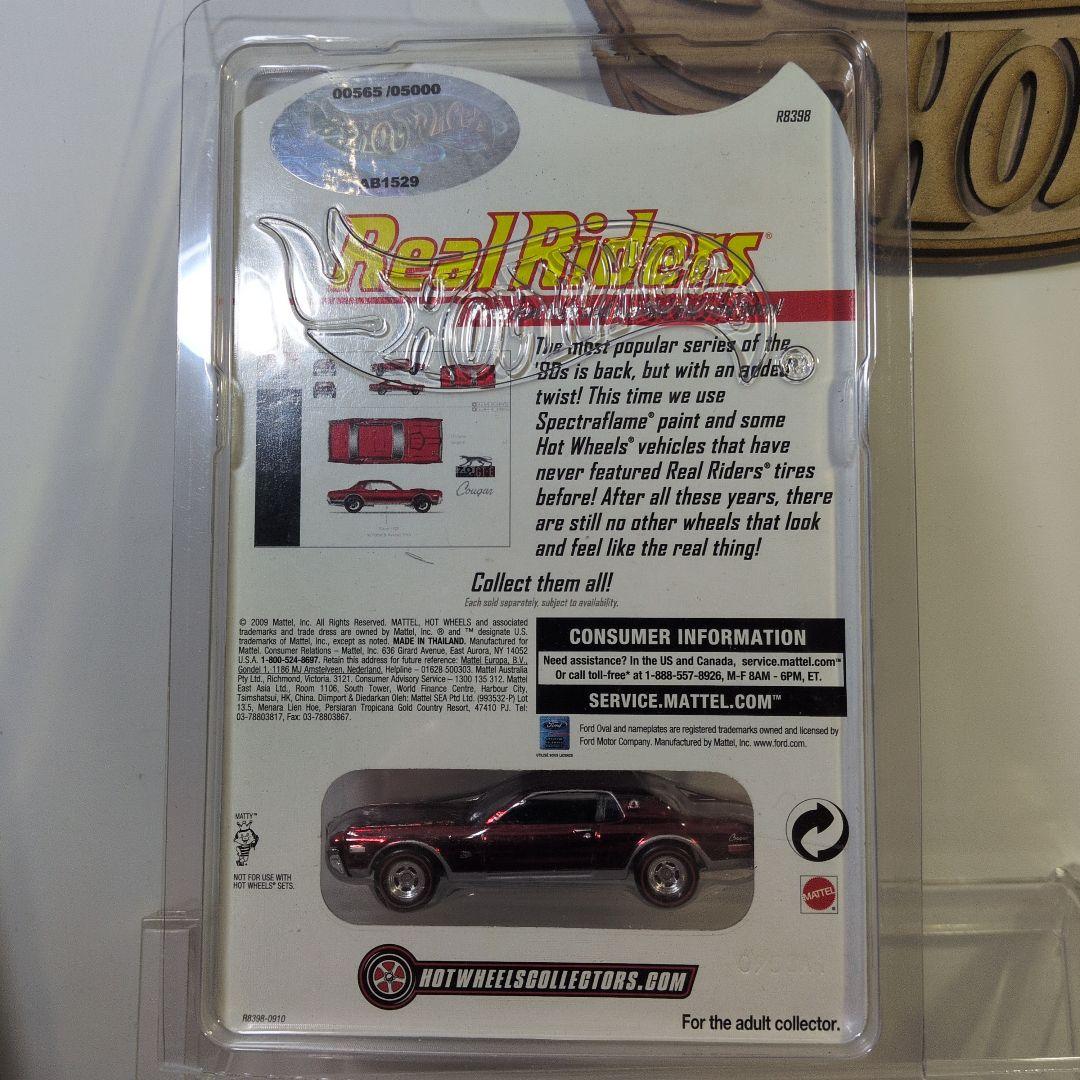 00565 /05000
HOT WHEELS
AB1529
R8398
HO
Real Riders®
Hot Wheels
The most popular series of the
'80s is back, but with an added
twist! This time we use
Spectraflame® paint and some
Hot Wheels® vehicles that have
never featured Real Riders® tires
before! After all these years, there
are still no other wheels that look
and feel like the real thing!
Cougar
Collect them all!
Each sold separately, subject to availability.
© 2009 Mattel, Inc. All Rights Reserved. MATTEL, HOT WHEELS and associated
trademarks and trade dress are owned by Mattel, Inc. ® and ™ designate U.S.
trademarks of Mattel, Inc., except as noted. MADE IN THAILAND. Manufactured for
Mattel. Consumer Relations – Mattel, Inc. 636 Girard Avenue, East Aurora, NY 14052
U.S.A. 1-800-524-8697. Retain this address for future reference: Mattel Europa, B.V.,
Gondel 1, 1186 MJ Amstelveen, Nederland. Helpline – 01628 500303. Mattel Australia
Pty Ltd., Richmond, Victoria. 3121. Consumer Advisory Service – 1300 135 312. Mattel
East Asia Ltd., Room 1106, South Tower, World Finance Centre, Harbour City,
Tsimshatsui, HK, China. Diimport & Diedarkan Oleh: Mattel SEA Ptd Ltd. (993532-P) Lot
13.5, Menara Lien Hoe, Persiaran Tropicana Gold Country Resort, 47410 PJ. Tel:
03-78803817, Fax: 03-78803867.
CONSUMER INFORMATION
Need assistance? In the US and Canada, service.mattel.com™
Or call toll-free* at 1-888-557-8926, M-F 8AM - 6PM, ET.
SERVICE.MATTEL.COM™
Ford
Ford Oval and nameplates are registered trademarks owned and licensed by
Ford Motor Company. Manufactured by Mattel, Inc. www.ford.com.
MATTY™
NOT FOR USE WITH
HOT WHEELS® SETS.
Cougar
MATTEL
HOTWHEELSCOLLECTORS.COM
R8398-0910
For the adult collector.